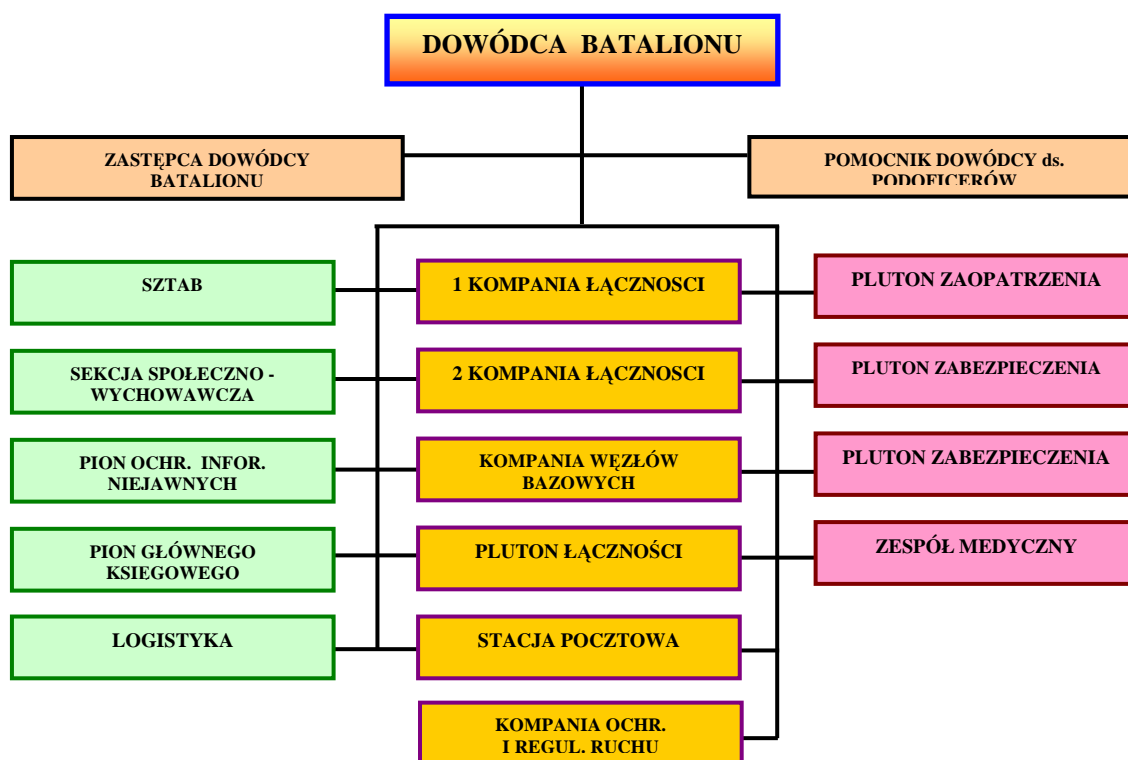 DOWÓDCA BATALIONU
ZASTĘPCA DOWÓDCY
BATALIONU
POMOCNIK DOWÓDCY ds.
PODOFICERÓW
SZTAB
SEKCJA SPOŁECZNO -
WYCHOWAWCZA
PION OCHR. INFOR.
NIEJAWNYCH
PION GŁÓWNEGO
KSIEGOWEGO
LOGISTYKA
1 KOMPANIA ŁĄCZNOSCI
2 KOMPANIA ŁĄCZNOSCI
KOMPANIA WĘZŁÓW
BAZOWYCH
PLUTON ŁĄCZNOŚCI
STACJA POCZTOWA
KOMPANIA OCHR.
I REGUL. RUCHU
PLUTON ZAOPATRZENIA
PLUTON ZABEZPIECZENIA
PLUTON ZABEZPIECZENIA
ZESPÓŁ MEDYCZNY